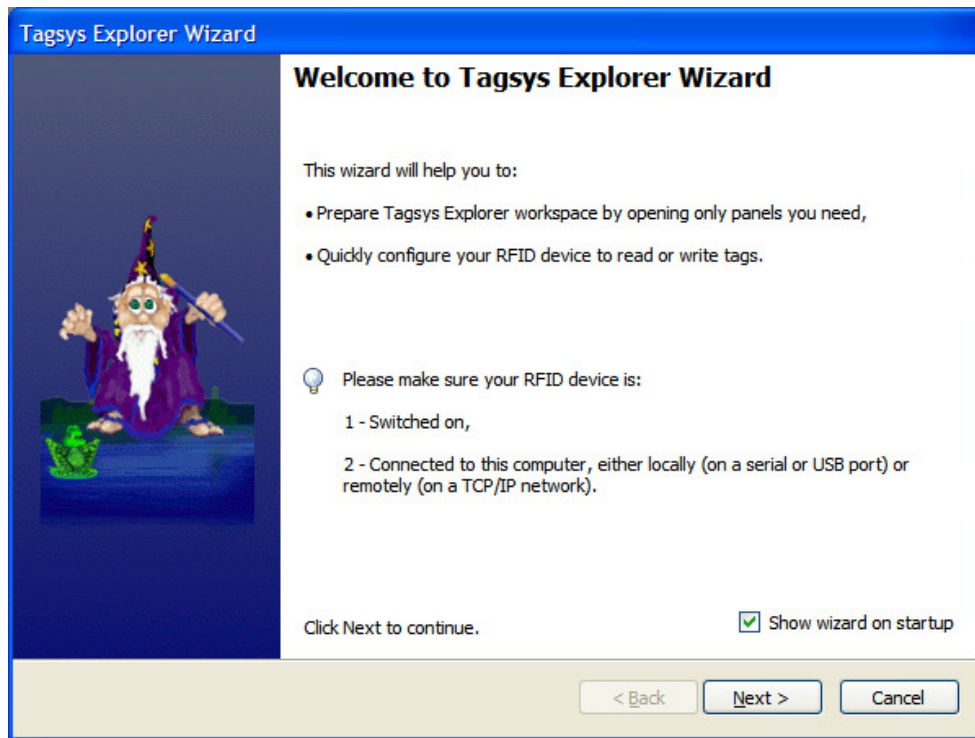 Tagsys Explorer Wizard
Welcome to Tagsys Explorer Wizard
This wizard will help you to:
• Prepare Tagsys Explorer workspace by opening only panels you need,
• Quickly configure your RFID device to read or write tags.
Please make sure your RFID device is:
1 - Switched on,
2 - Connected to this computer, either locally (on a serial or USB port) or
remotely (on a TCP/IP network).
Click Next to continue.
Show wizard on startup
< Back
Next >
Cancel